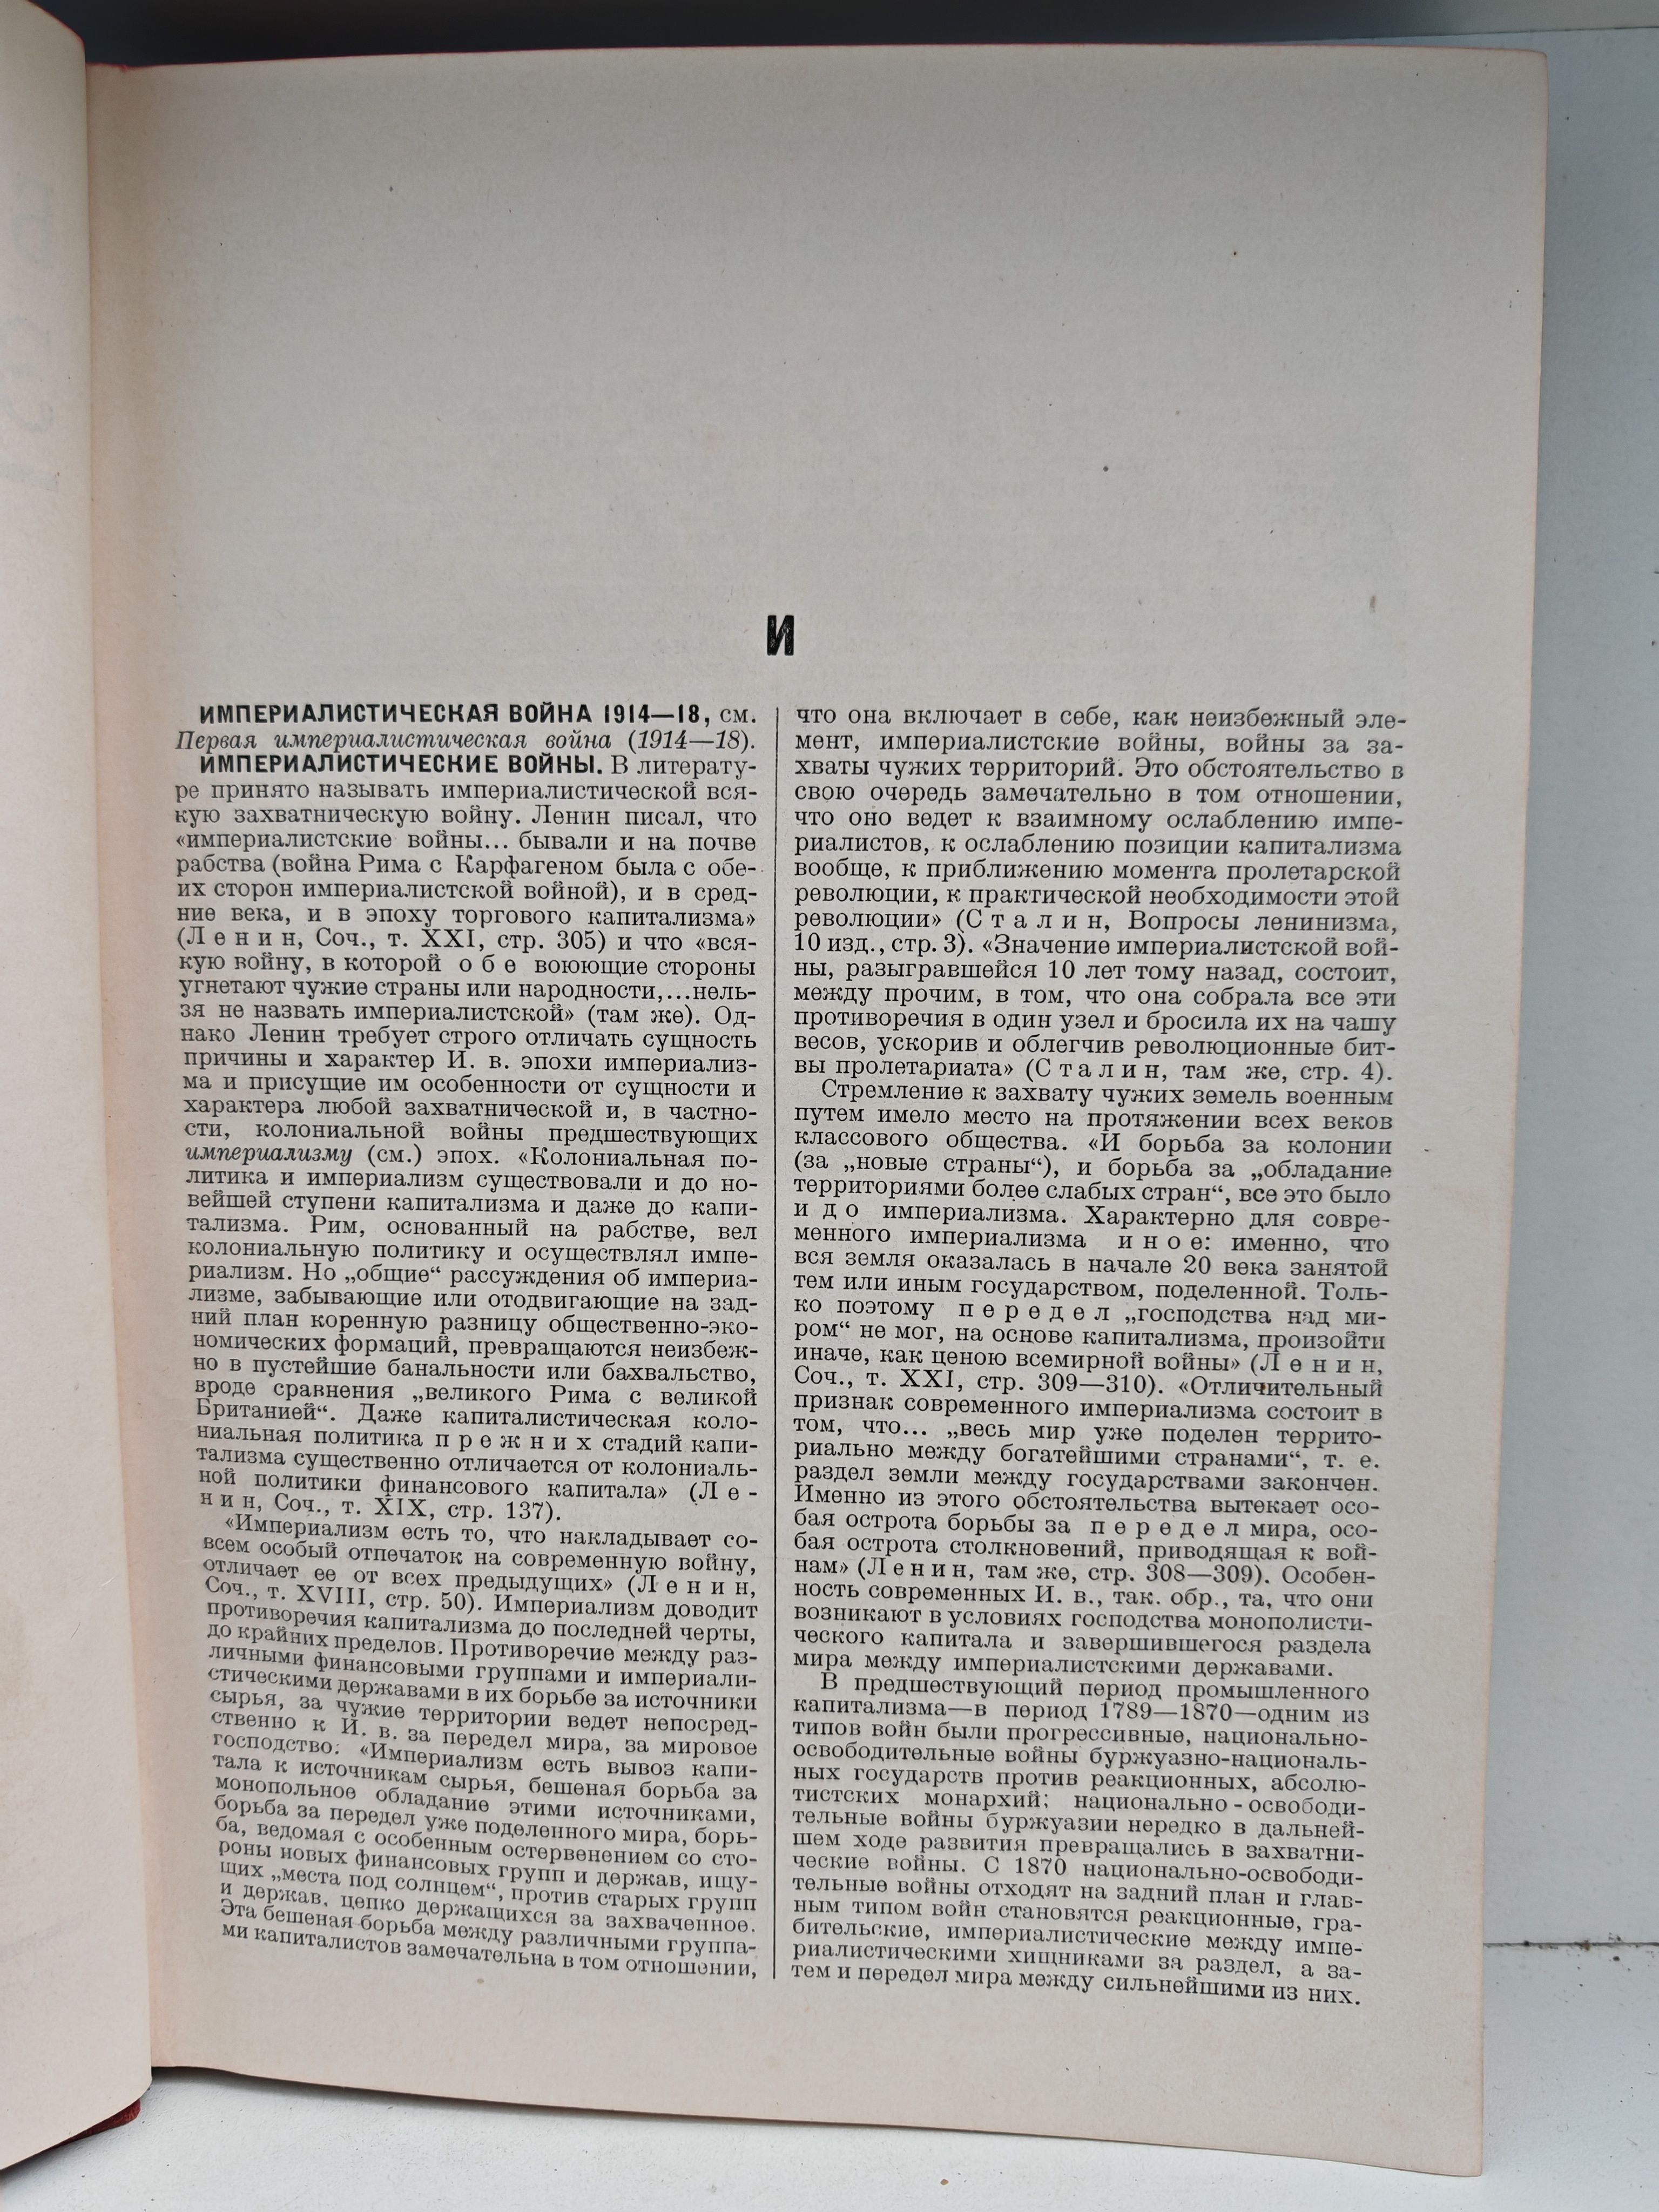 И
ИМПЕРИАЛИСТИЧЕСКАЯ ВОЙНА 1914—18, см.
Первая империалистическая война (1914—18).
ИМПЕРИАЛИСТИЧЕСКИЕ ВОЙНЫ. В литерату-
ре принято называть империалистической вся-
кую захватническую войну. Ленин писал, что
«империалистские войны... бывали и на почве
рабства (война Рима с Карфагеном была с обе-
их сторон империалистской войной), и в сред-
ние века, и в эпоху торгового капитализма»
(Ленин, Соч., т. XXI, стр. 305) и что «вся-
кую войну, в которой обе воюющие стороны
угнетают чужие страны или народности,...нель-
зя не назвать империалистской» (там же). Од-
нако Ленин требует строго отличать сущность
причины и характер И. в. эпохи империализ-
ма и присущие им особенности от сущности и
характера любой захватнической и, в частно-
сти, колониальной войны предшествующих
империализму (см.) эпох. «Колониальная по-
литика и империализм существовали и до но-
вейшей ступени капитализма и даже до капи-
тализма. Рим, основанный на рабстве, вел
колониальную политику и осуществлял импе-
риализм. Но „общие“ рассуждения об империа-
лизме, забывающие или отодвигающие на зад-
ний план коренную разницу общественно-эко-
номических формаций, превращаются неизбеж-
но в пустейшие банальности или бахвальство,
вроде сравнения „великого Рима с великой
Британией“. Даже капиталистическая коло-
ниальная политика прежних стадий капи-
тализма существенно отличается от колониаль-
ной политики финансового капитала» (Ле-
нин, Соч., т. XIX, стр. 137).
«Империализм есть то, что накладывает со-
всем особый отпечаток на современную войну,
отличает ее от всех предыдущих» (Ленин,
Соч., т. XVIII, стр. 50). Империализм доводит
противоречия капитализма до последней черты,
до крайних пределов. Противоречие между раз-
личными финансовыми группами и империали-
стическими державами в их борьбе за источники
сырья, за чужие территории ведет непосред-
ственно к И. в. за передел мира, за мировое
господство: «Империализм есть вывоз капи-
тала к источникам сырья, бешеная борьба за
монопольное обладание этими источниками,
борьба за передел уже поделенного мира, борь-
ба, ведомая с особенным остервенением со сто-
роны новых финансовых групп и держав, ищу-
щих „места под солнцем“, против старых групп
и держав, цепко держащихся за захваченное.
Эта бешеная борьба между различными группа-
ми капиталистов замечательна в том отношении,
что она включает в себе, как неизбежный эле-
мент, империалистские войны, войны за за-
хваты чужих территорий. Это обстоятельство в
свою очередь замечательно в том отношении,
что оно ведет к взаимному ослаблению импе-
риалистов, к ослаблению позиции капитализма
вообще, к приближению момента пролетарской
революции, к практической необходимости этой
революции» (Сталин, Вопросы ленинизма,
10 изд., стр. 3). «Значение империалистской вой-
ны, разыгравшейся 10 лет тому назад, состоит,
между прочим, в том, что она собрала все эти
противоречия в один узел и бросила их на чашу
весов, ускорив и облегчив революционные бит-
вы пролетариата» (Сталин, там же, стр. 4).
Стремление к захвату чужих земель военным
путем имело место на протяжении всех веков
классового общества. «И борьба за колонии
(за „новые страны“), и борьба за „обладание
территориями более слабых стран“, все это было
и до империализма. Характерно для совре-
менного империализма иное: именно, что
вся земля оказалась в начале 20 века занятой
тем или иным государством, поделенной. Толь-
ко поэтому передел „господства над ми-
ром“ не мог, на основе капитализма, произойти
иначе, как ценою всемирной войны» (Ленин,
Соч., т. XXI, стр. 309—310). «Отличительный
признак современного империализма состоит в
том, что... „весь мир уже поделен террито-
риально между богатейшими странами“, т. е.
раздел земли между государствами закончен.
Именно из этого обстоятельства вытекает осо-
бая острота борьбы за передел мира, осо-
бая острота столкновений, приводящая к вой-
нам» (Ленин, там же, стр. 308—309). Особен-
ность современных И. в., так. обр., та, что они
возникают в условиях господства монополисти-
ческого капитала и завершившегося раздела
мира между империалистскими державами.
В предшествующий период промышленного
капитализма—в период 1789—1870—одним из
типов войн были прогрессивные, национально-
освободительные войны буржуазно-националь-
ных государств против реакционных, абсолю-
тистских монархий; национально-освободи-
тельные войны буржуазии нередко в дальней-
шем ходе развития превращались в захватни-
ческие войны. С 1870 национально-освободи-
тельные войны отходят на задний план и глав-
ным типом войн становятся реакционные, гра-
бительские, империалистические между импе-
риалистическими хищниками за раздел, а за-
тем и передел мира между сильнейшими из них.